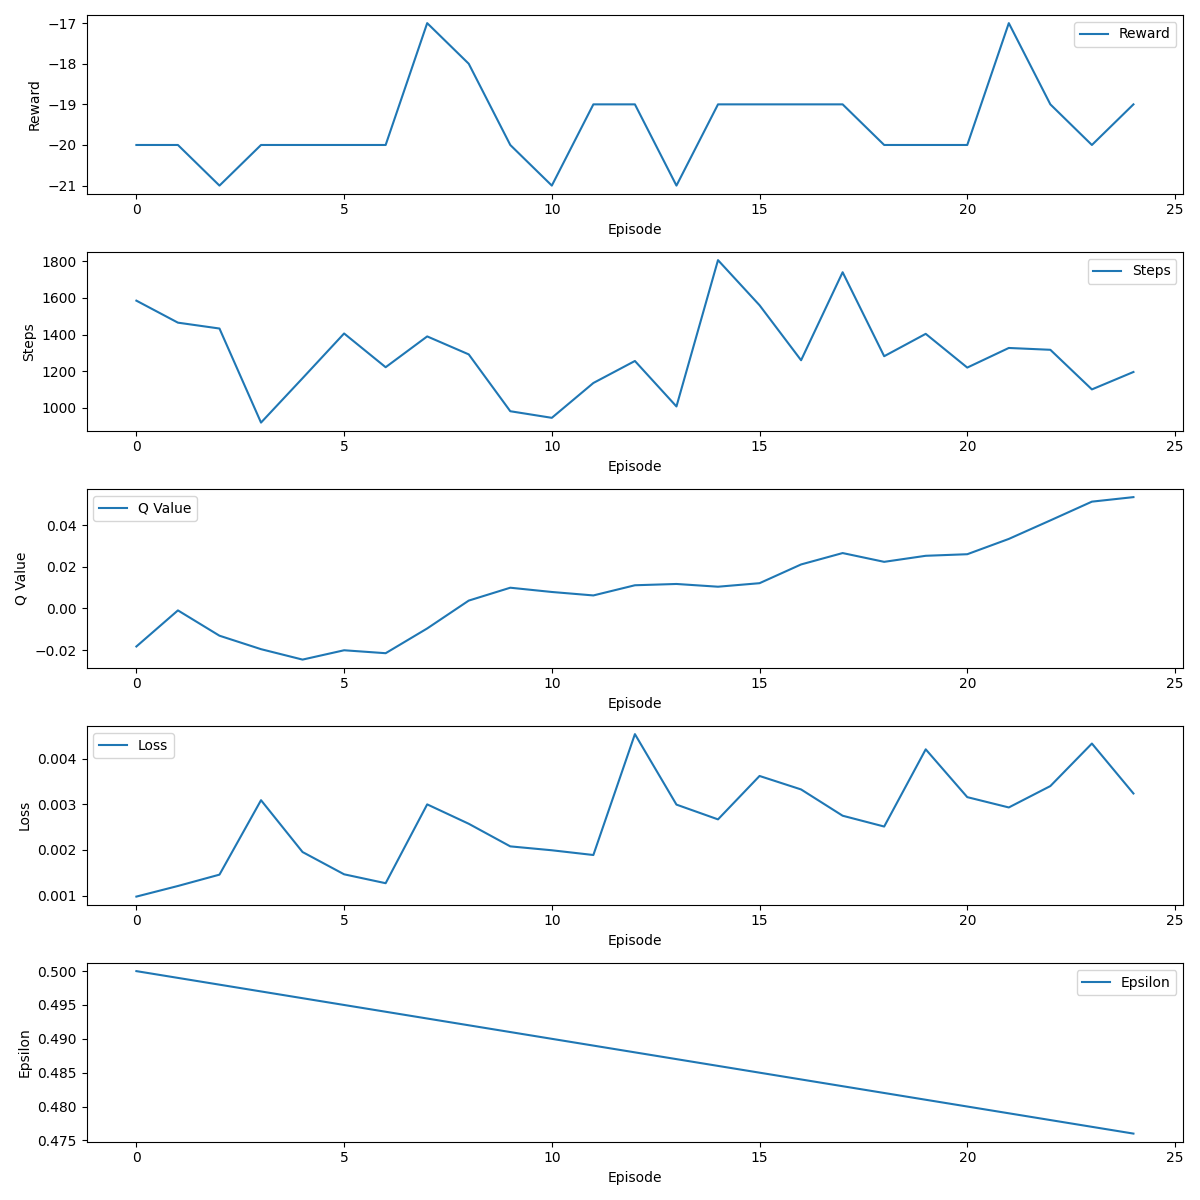 −17
−18
−19
−20
−21
Reward
Reward
0 5 10 15 20 25
Episode
1800
1600
1400
1200
1000
Steps
Steps
0 5 10 15 20 25
Episode
0.04
0.02
0.00
−0.02
Q Value
Q Value
0 5 10 15 20 25
Episode
0.004
0.003
0.002
0.001
Loss
Loss
0 5 10 15 20 25
Episode
0.500
0.495
0.490
0.485
0.480
0.475
Epsilon
Epsilon
0 5 10 15 20 25
Episode